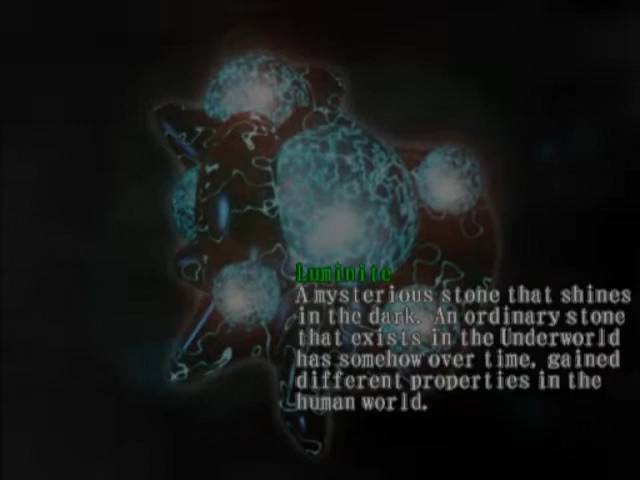 Luminite
A mysterious stone that shines
in the dark. An ordinary stone
that exists in the Underworld
has somehow over time, gained
different properties in the
human world.